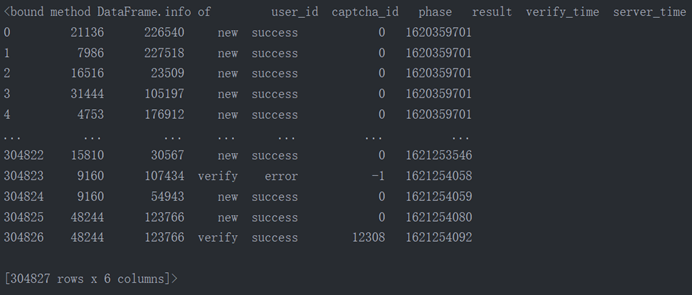 <bound method DataFrame.info of         user_id  captcha_id   phase   result  verify_time  server_time
0         21136      226540     new  success            0   1620359701
1          7986      227518     new  success            0   1620359701
2         16516       23509     new  success            0   1620359701
3         31444      105197     new  success            0   1620359701
4          4753      176912     new  success            0   1620359701
...         ...         ...     ...      ...          ...          ...
304822    15810       30567     new  success            0   1621253546
304823     9160      107434  verify    error           -1   1621254058
304824     9160       54943     new  success            0   1621254059
304825    48244      123766     new  success            0   1621254080
304826    48244      123766  verify  success        12308   1621254092
[304827 rows x 6 columns]>